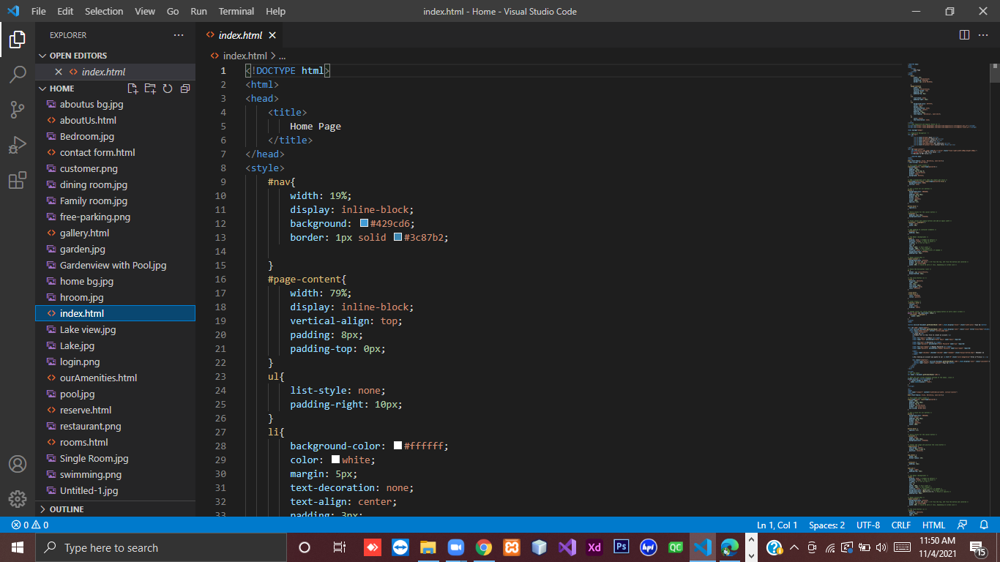 File Edit Selection View Go Run Terminal Help
index.html - Home - Visual Studio Code
EXPLORER
OPEN EDITORS
index.html
HOME
aboutus bg.jpg
aboutUs.html
Bedroom.jpg
contact form.html
customer.png
dining room.jpg
Family room.jpg
free-parking.png
gallery.html
garden.jpg
Gardenview with Pool.jpg
home bg.jpg
hroom.jpg
index.html
Lake view.jpg
Lake.jpg
login.png
ourAmenities.html
pool.jpg
reserve.html
restaurant.png
rooms.html
Single Room.jpg
swimming.png
Untitled-1.jpg
OUTLINE
index.html
index.html > ...
1 <!DOCTYPE html>
2 <html>
3 <head>
4 <title>
5 Home Page
6 </title>
7 </head>
8 <style>
9 #nav{
10 width: 19%;
11 display: inline-block;
12 background: #429cd6;
13 border: 1px solid #3c87b2;
14
15 }
16 #page-content{
17 width: 79%;
18 display: inline-block;
19 vertical-align: top;
20 padding: 8px;
21 padding-top: 0px;
22 }
23 ul{
24 list-style: none;
25 padding-right: 10px;
26 }
27 li{
28 background-color: #ffffff;
29 color: white;
30 margin: 5px;
31 text-decoration: none;
32 text-align: center;
33 padding: 3px;
0 0
Ln 1, Col 1 Spaces: 2 UTF-8 CRLF HTML
Type here to search
Xd
Ps
hpf
QC
11:50 AM
11/4/2021
15